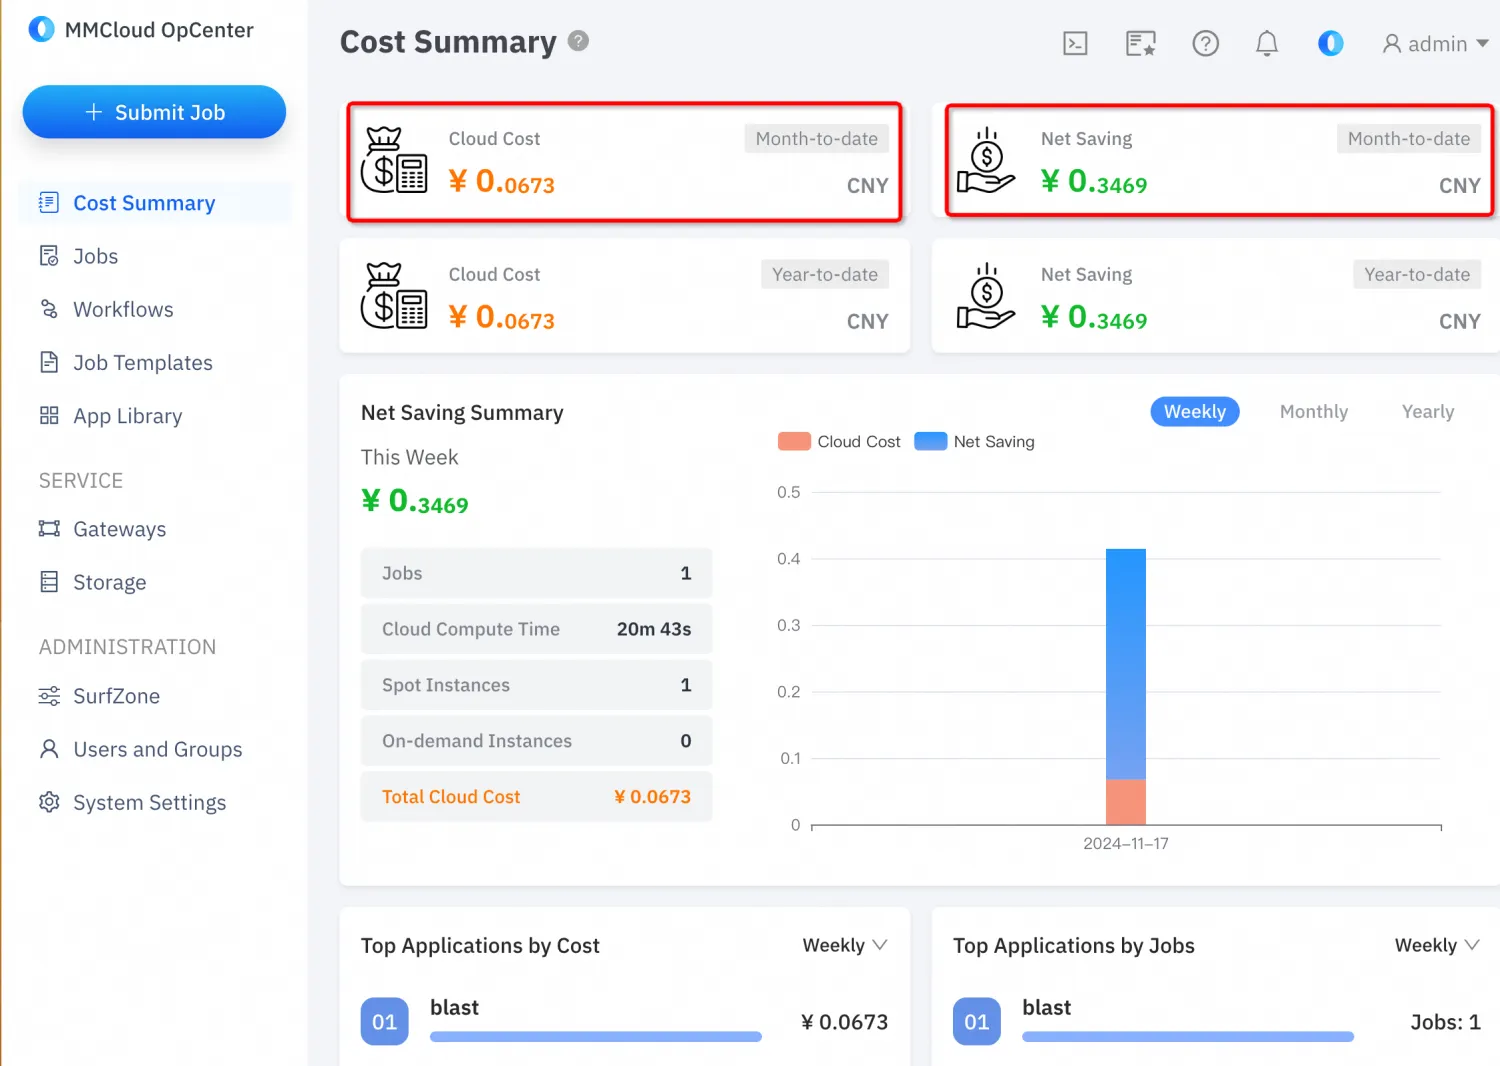 MMCloud OpCenter
+ Submit Job
Cost Summary
Jobs
Workflows
Job Templates
App Library
SERVICE
Gateways
Storage
ADMINISTRATION
SurfZone
Users and Groups
System Settings
Cost Summary ?
? admin
Cloud Cost Month-to-date
¥ 0.0673 CNY
Net Saving Month-to-date
¥ 0.3469 CNY
Cloud Cost Year-to-date
¥ 0.0673 CNY
Net Saving Year-to-date
¥ 0.3469 CNY
Net Saving Summary
This Week
¥ 0.3469
Jobs 1
Cloud Compute Time 20m 43s
Spot Instances 1
On-demand Instances 0
Total Cloud Cost ¥ 0.0673
Weekly Monthly Yearly
Cloud Cost Net Saving
0.5
0.4
0.3
0.2
0.1
0
2024-11-17
Top Applications by Cost Weekly
01 blast ¥ 0.0673
Top Applications by Jobs Weekly
01 blast Jobs: 1